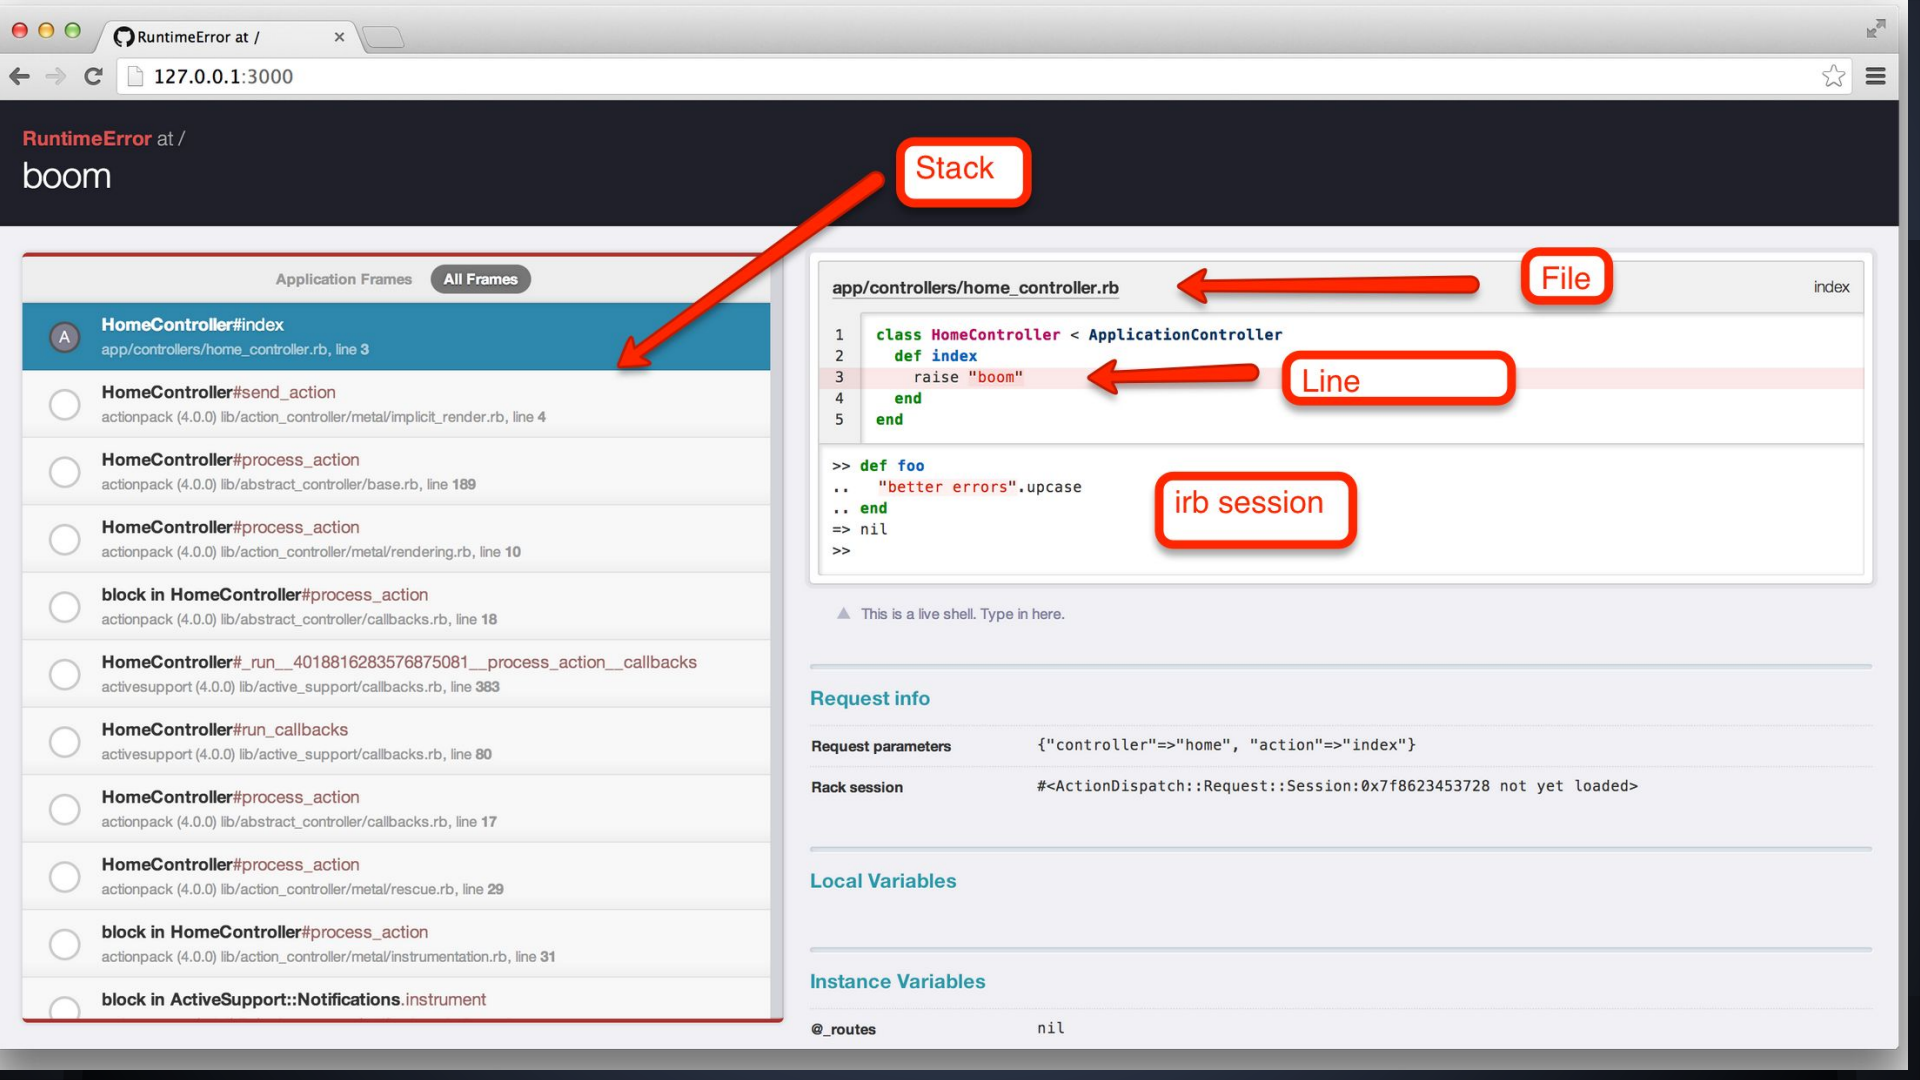 RuntimeError at /
127.0.0.1:3000
RuntimeError at /
boom
Stack
Application Frames All Frames
A
HomeController#index
app/controllers/home_controller.rb, line 3
HomeController#send_action
actionpack (4.0.0) lib/action_controller/metal/implicit_render.rb, line 4
HomeController#process_action
actionpack (4.0.0) lib/abstract_controller/base.rb, line 189
HomeController#process_action
actionpack (4.0.0) lib/action_controller/metal/rendering.rb, line 10
block in HomeController#process_action
actionpack (4.0.0) lib/abstract_controller/callbacks.rb, line 18
HomeController#_run__4018816283576875081__process_action__callbacks
activesupport (4.0.0) lib/active_support/callbacks.rb, line 383
HomeController#run_callbacks
activesupport (4.0.0) lib/active_support/callbacks.rb, line 80
HomeController#process_action
actionpack (4.0.0) lib/abstract_controller/callbacks.rb, line 17
HomeController#process_action
actionpack (4.0.0) lib/action_controller/metal/rescue.rb, line 29
block in HomeController#process_action
actionpack (4.0.0) lib/action_controller/metal/instrumentation.rb, line 31
block in ActiveSupport::Notifications.instrument
app/controllers/home_controller.rb
File
index
1 class HomeController < ApplicationController
2 def index
3 raise "boom"
4 end
5 end
Line
>> def foo
.. "better errors".upcase
.. end
=> nil
>>
irb session
This is a live shell. Type in here.
Request info
Request parameters {"controller"=>"home", "action"=>"index"}
Rack session #<ActionDispatch::Request::Session:0x7f8623453728 not yet loaded>
Local Variables
Instance Variables
@_routes nil